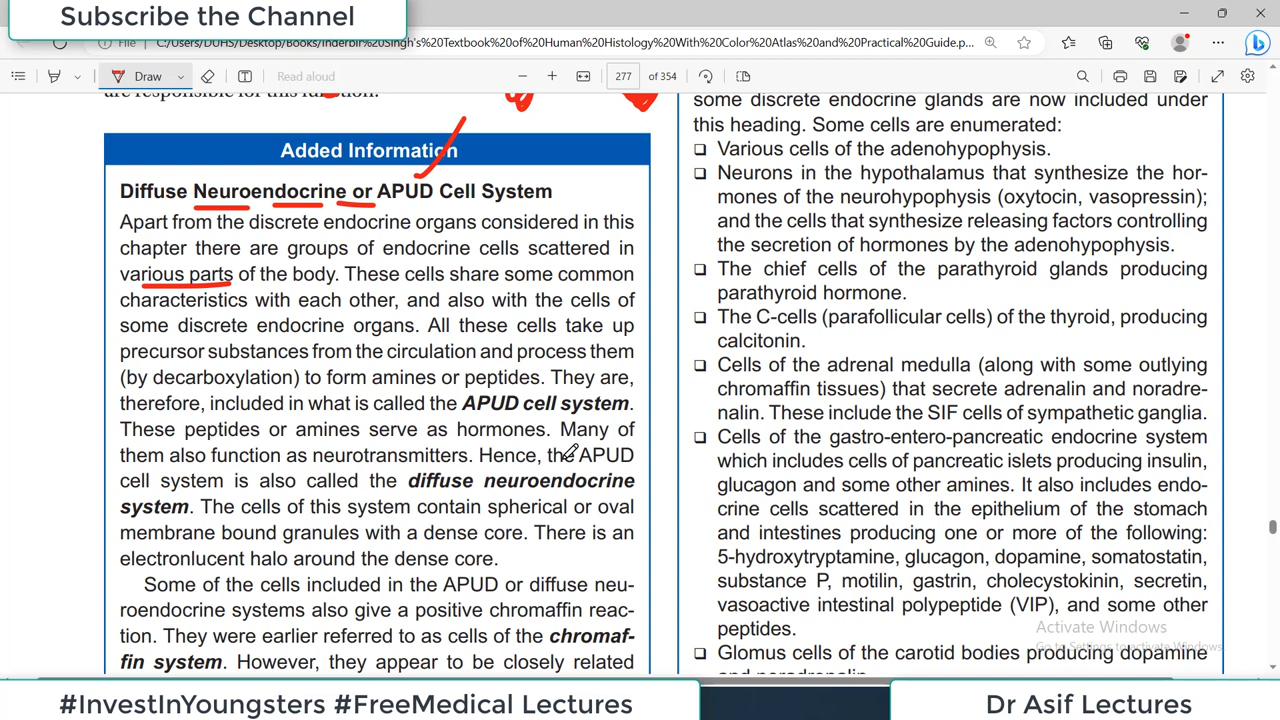 Subscribe the Channel
File
C:/Users/DUHS/Desktop/Books/Inderbir%20Singh's%20Textbook%20of%20Human%20Histology%20With%20Color%20Atlas%20and%20Practical%20Guide.p...
Draw
Read aloud
277
of 354
are responsible for this function.
Added Information
Diffuse Neuroendocrine or APUD Cell System
Apart from the discrete endocrine organs considered in this
chapter there are groups of endocrine cells scattered in
various parts of the body. These cells share some common
characteristics with each other, and also with the cells of
some discrete endocrine organs. All these cells take up
precursor substances from the circulation and process them
(by decarboxylation) to form amines or peptides. They are,
therefore, included in what is called the APUD cell system.
These peptides or amines serve as hormones. Many of
them also function as neurotransmitters. Hence, the APUD
cell system is also called the diffuse neuroendocrine
system. The cells of this system contain spherical or oval
membrane bound granules with a dense core. There is an
electronlucent halo around the dense core.
Some of the cells included in the APUD or diffuse neu-
roendocrine systems also give a positive chromaffin reac-
tion. They were earlier referred to as cells of the chromaf-
fin system. However, they appear to be closely related
some discrete endocrine glands are now included under
this heading. Some cells are enumerated:
❑ Various cells of the adenohypophysis.
❑ Neurons in the hypothalamus that synthesize the hor-
mones of the neurohypophysis (oxytocin, vasopressin);
and the cells that synthesize releasing factors controlling
the secretion of hormones by the adenohypophysis.
❑ The chief cells of the parathyroid glands producing
parathyroid hormone.
❑ The C-cells (parafollicular cells) of the thyroid, producing
calcitonin.
❑ Cells of the adrenal medulla (along with some outlying
chromaffin tissues) that secrete adrenalin and noradre-
nalin. These include the SIF cells of sympathetic ganglia.
❑ Cells of the gastro-entero-pancreatic endocrine system
which includes cells of pancreatic islets producing insulin,
glucagon and some other amines. It also includes endo-
crine cells scattered in the epithelium of the stomach
and intestines producing one or more of the following:
5-hydroxytryptamine, glucagon, dopamine, somatostatin,
substance P, motilin, gastrin, cholecystokinin, secretin,
vasoactive intestinal polypeptide (VIP), and some other
peptides.
❑ Glomus cells of the carotid bodies producing dopamine
and noradrenalin.
Activate Windows
Go to Settings to activate Windows.
#InvestInYoungsters #FreeMedical Lectures
Dr Asif Lectures